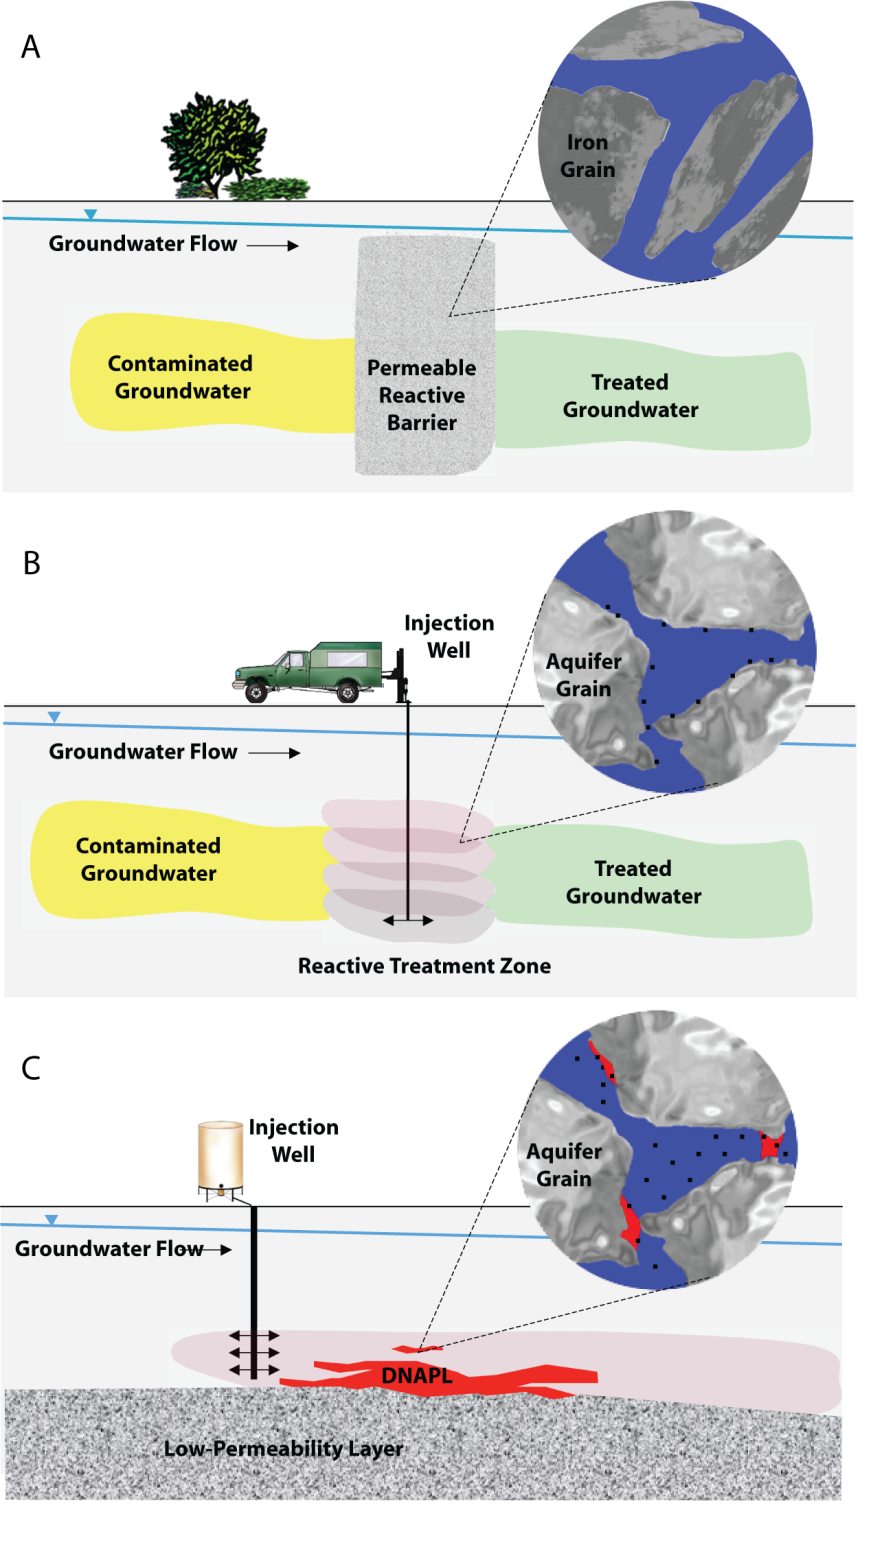 A
Iron
Grain
Groundwater Flow
Contaminated
Groundwater
Permeable
Reactive
Barrier
Treated
Groundwater
B
Injection
Well
Aquifer
Grain
Groundwater Flow
Contaminated
Groundwater
Treated
Groundwater
Reactive Treatment Zone
C
Injection
Well
Aquifer
Grain
Groundwater Flow
DNAPL
Low-Permeability Layer